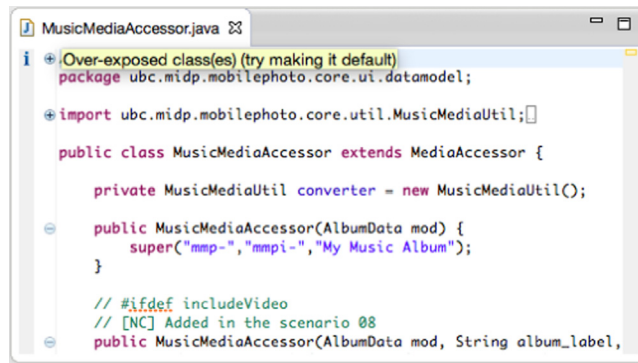 MusicMediaAccessor.java
Over-exposed class(es) (try making it default)
package ubc.midp.mobilephoto.core.ui.datamodel;
import ubc.midp.mobilephoto.core.util.MusicMediaUtil;
public class MusicMediaAccessor extends MediaAccessor {
private MusicMediaUtil converter = new MusicMediaUtil();
public MusicMediaAccessor(AlbumData mod) {
super("mmp-","mmpi-","My Music Album");
}
// #ifdef includeVideo
// [NC] Added in the scenario 08
public MusicMediaAccessor(AlbumData mod, String album_label,